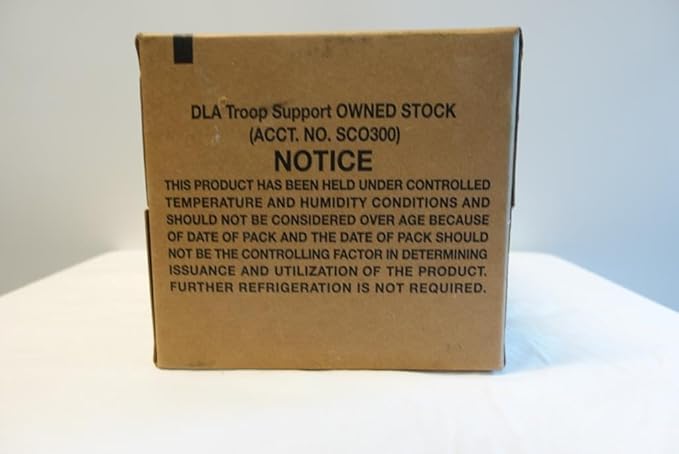 DLA Troop Support OWNED STOCK
(ACCT. NO. SCO300)
NOTICE
THIS PRODUCT HAS BEEN HELD UNDER CONTROLLED
TEMPERATURE AND HUMIDITY CONDITIONS AND
SHOULD NOT BE CONSIDERED OVER AGE BECAUSE
OF DATE OF PACK AND THE DATE OF PACK SHOULD
NOT BE THE CONTROLLING FACTOR IN DETERMINING
ISSUANCE AND UTILIZATION OF THE PRODUCT.
FURTHER REFRIGERATION IS NOT REQUIRED.